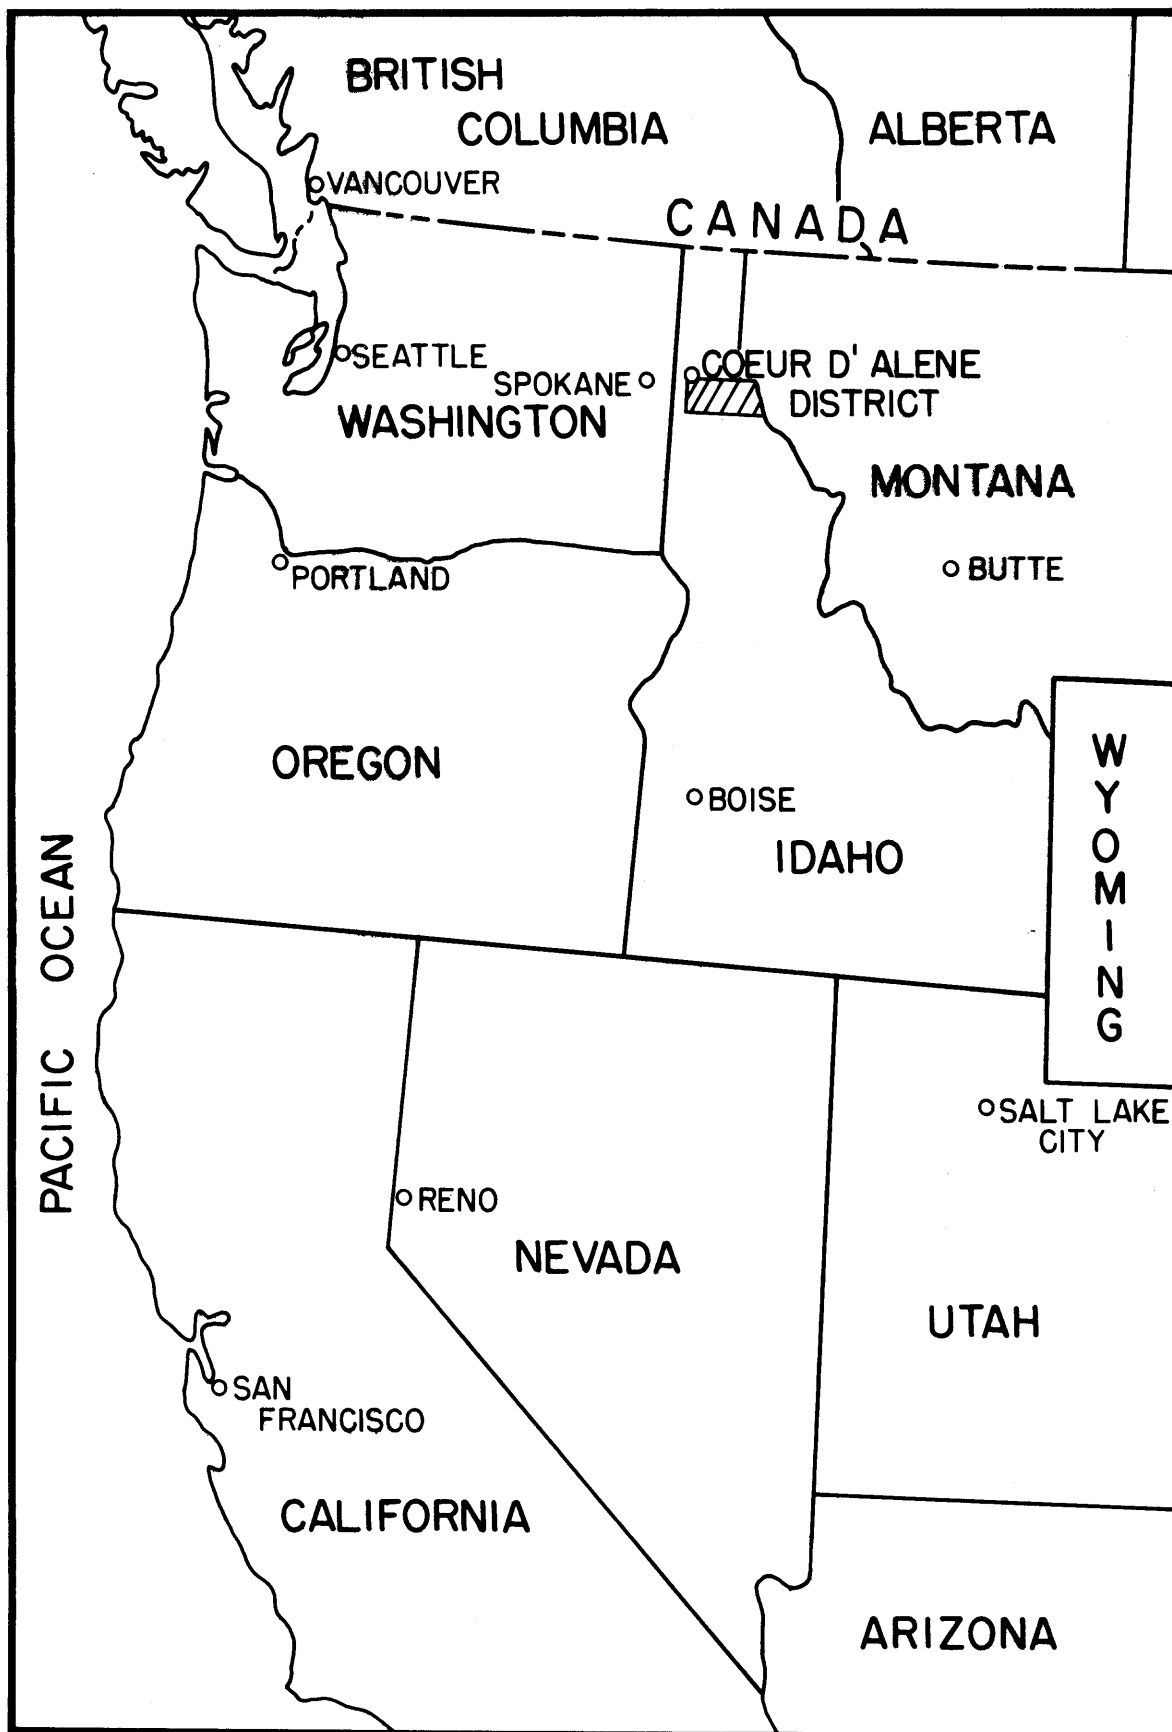 BRITISH
COLUMBIA
ALBERTA
VANCOUVER
CANADA
SEATTLE
SPOKANE
COEUR D' ALENE
DISTRICT
WASHINGTON
MONTANA
PORTLAND
BUTTE
OREGON
BOISE
IDAHO
WYOMING
PACIFIC OCEAN
SALT LAKE
CITY
RENO
NEVADA
UTAH
SAN
FRANCISCO
CALIFORNIA
ARIZONA